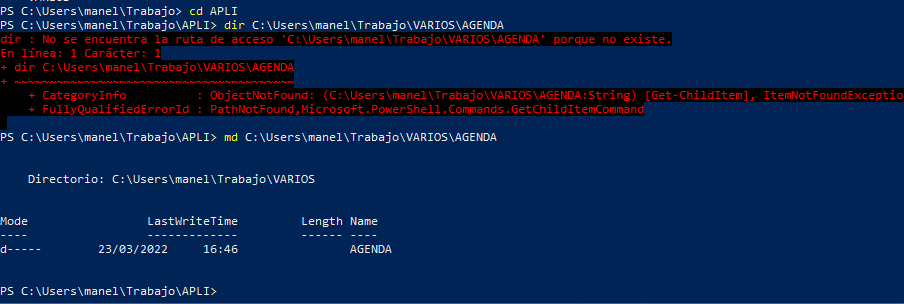 PS C:\Users\manel\Trabajo> cd APLI
PS C:\Users\manel\Trabajo\APLI> dir C:\Users\manel\Trabajo\VARIOS\AGENDA
dir : No se encuentra la ruta de acceso 'C:\Users\manel\Trabajo\VARIOS\AGENDA' porque no existe.
En línea: 1 Carácter: 1
+ dir C:\Users\manel\Trabajo\VARIOS\AGENDA
+ ~~~~~~~~~~~~~~~~~~~~~~~~~~~~~~~~~~~~~~~~
    + CategoryInfo          : ObjectNotFound: (C:\Users\manel\Trabajo\VARIOS\AGENDA:String) [Get-ChildItem], ItemNotFoundExceptio
    + FullyQualifiedErrorId : PathNotFound,Microsoft.PowerShell.Commands.GetChildItemCommand
PS C:\Users\manel\Trabajo\APLI> md C:\Users\manel\Trabajo\VARIOS\AGENDA
    Directorio: C:\Users\manel\Trabajo\VARIOS
Mode                 LastWriteTime         Length Name
----                 -------------         ------ ----
d-----        23/03/2022     16:46                AGENDA
PS C:\Users\manel\Trabajo\APLI>